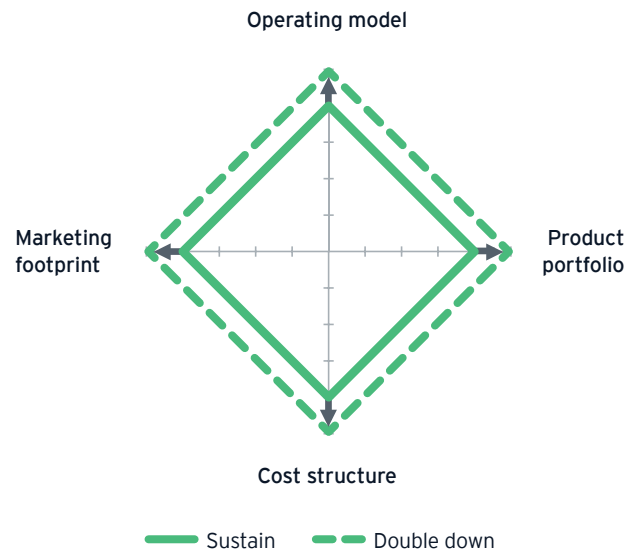 Operating model
Marketing
footprint
Product
portfolio
Cost structure
Sustain
Double down